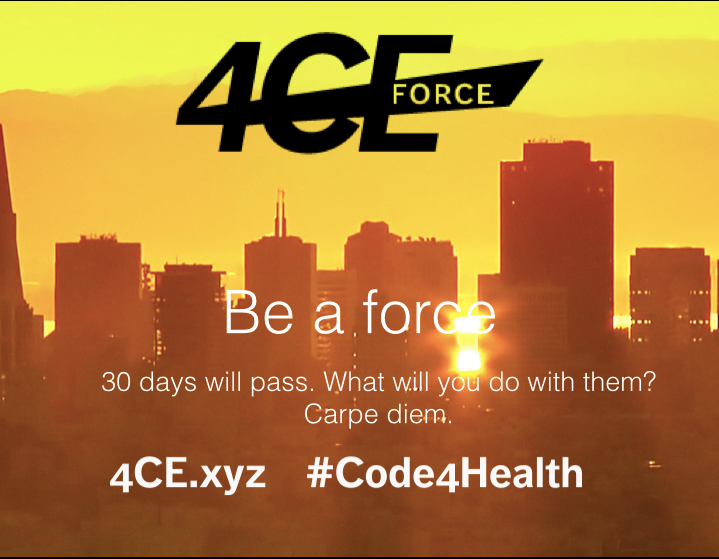 4CE
FORCE
Be a force
30 days will pass. What will you do with them?
Carpe diem.
4CE.xyz #Code4Health